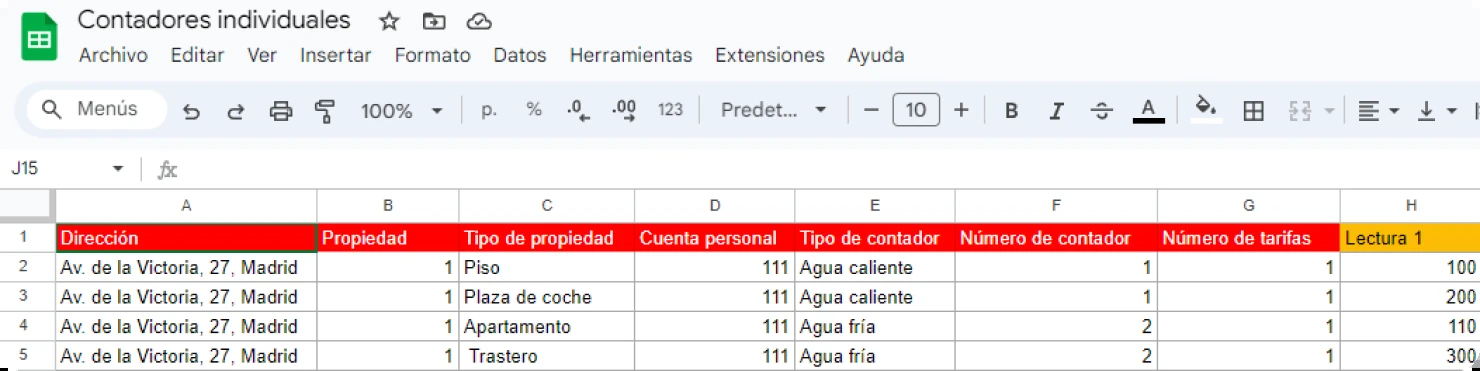 Contadores individuales
Archivo Editar Ver Insertar Formato Datos Herramientas Extensiones Ayuda
Menús 100% p. % .0 .00 123 Predet... 10 B I A
J15 fx
A B C D E F G H
1 Dirección Propiedad Tipo de propiedad Cuenta personal Tipo de contador Número de contador Número de tarifas Lectura 1
2 Av. de la Victoria, 27, Madrid 1 Piso 111 Agua caliente 1 1 100
3 Av. de la Victoria, 27, Madrid 1 Plaza de coche 111 Agua caliente 1 1 200
4 Av. de la Victoria, 27, Madrid 1 Apartamento 111 Agua fría 2 1 110
5 Av. de la Victoria, 27, Madrid 1 Trastero 111 Agua fría 2 1 300